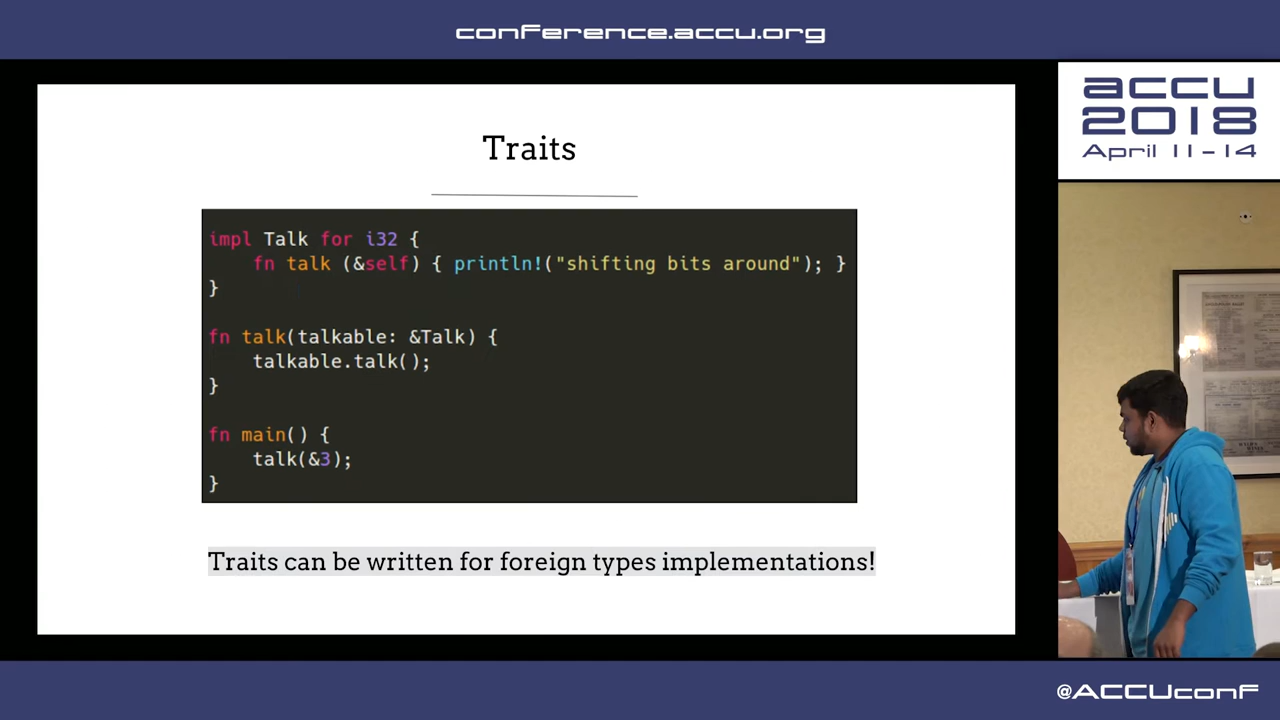 conference.accu.org
accu
2018
April 11-14
Traits
impl Talk for i32 {
    fn talk (&self) { println!("shifting bits around"); }
}
fn talk(talkable: &Talk) {
    talkable.talk();
}
fn main() {
    talk(&3);
}
Traits can be written for foreign types implementations!
@ACCUconf